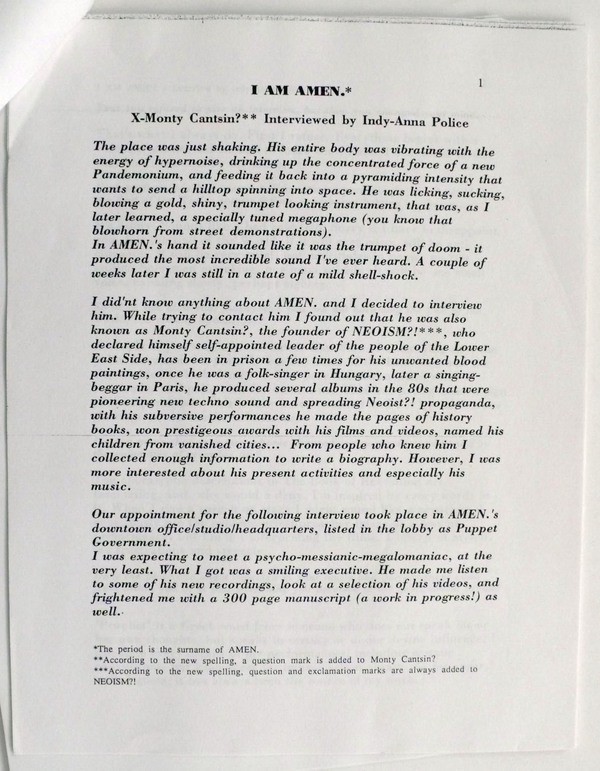 1
I AM AMEN.*
X-Monty Cantsin?** Interviewed by Indy-Anna Police
The place was just shaking. His entire body was vibrating with the
energy of hypernoise, drinking up the concentrated force of a new
Pandemonium, and feeding it back into a pyramiding intensity that
wants to send a hilltop spinning into space. He was licking, sucking,
blowing a gold, shiny, trumpet looking instrument, that was, as I
later learned, a specially tuned megaphone (you know that
blowhorn from street demonstrations).
In AMEN.'s hand it sounded like it was the trumpet of doom - it
produced the most incredible sound I've ever heard. A couple of
weeks later I was still in a state of a mild shell-shock.
I did'nt know anything about AMEN. and I decided to interview
him. While trying to contact him I found out that he was also
known as Monty Cantsin?, the founder of NEOISM?!***, who
declared himself self-appointed leader of the people of the Lower
East Side, has been in prison a few times for his unwanted blood
paintings, once he was a folk-singer in Hungary, later a singing-
beggar in Paris, he produced several albums in the 80s that were
pioneering new techno sound and spreading Neoist?! propaganda,
with his subversive performances he made the pages of history
books, won prestigeous awards with his films and videos, named his
children from vanished cities... From people who knew him I
collected enough information to write a biography. However, I was
more interested about his present activities and especially his
music.
Our appointment for the following interview took place in AMEN.'s
downtown office/studio/headquarters, listed in the lobby as Puppet
Government.
I was expecting to meet a psycho-messianic-megalomaniac, at the
very least. What I got was a smiling executive. He made me listen
to some of his new recordings, look at a selection of his videos, and
frightened me with a 300 page manuscript (a work in progress!) as
well.
*The period is the surname of AMEN.
**According to the new spelling, a question mark is added to Monty Cantsin?
***According to the new spelling, question and exclamation marks are always added to
NEOISM?!